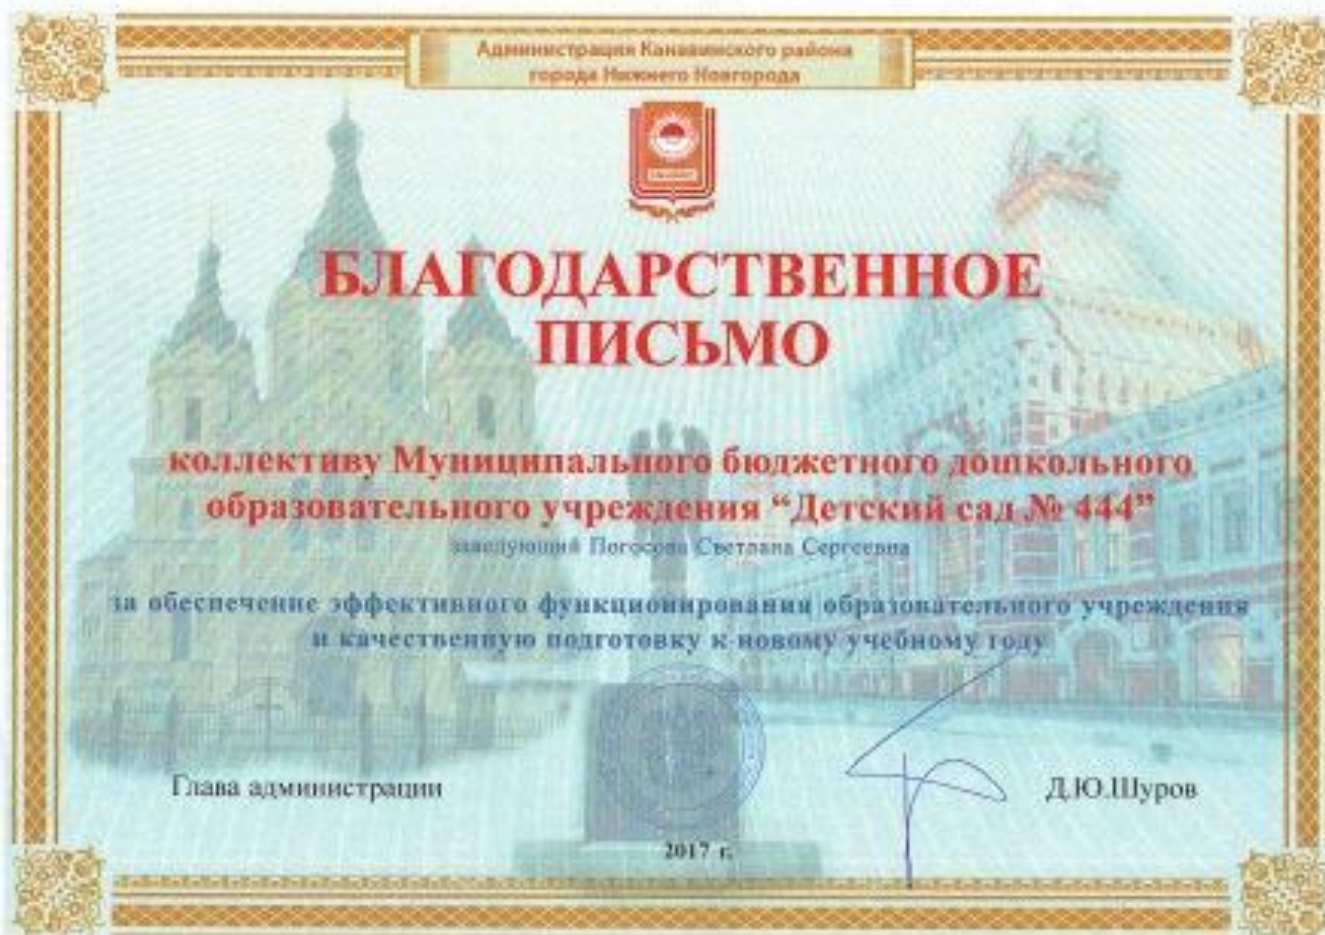 Администрация Канавинского района
города Нижнего Новгорода
БЛАГОДАРСТВЕННОЕ
ПИСЬМО
коллективу Муниципального бюджетного дошкольного
образовательного учреждения “Детский сад № 444”
заведующий Погосова Светлана Сергеевна
за обеспечение эффективного функционирования образовательного учреждения
и качественную подготовку к новому учебному году
Глава администрации
Д.Ю.Шуров
2017 г.